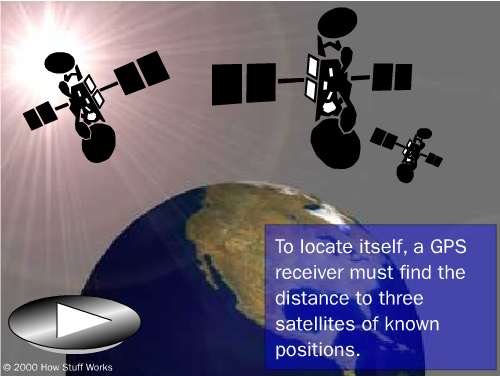 To locate itself, a GPS
receiver must find the
distance to three
satellites of known
positions.
© 2000 How Stuff Works